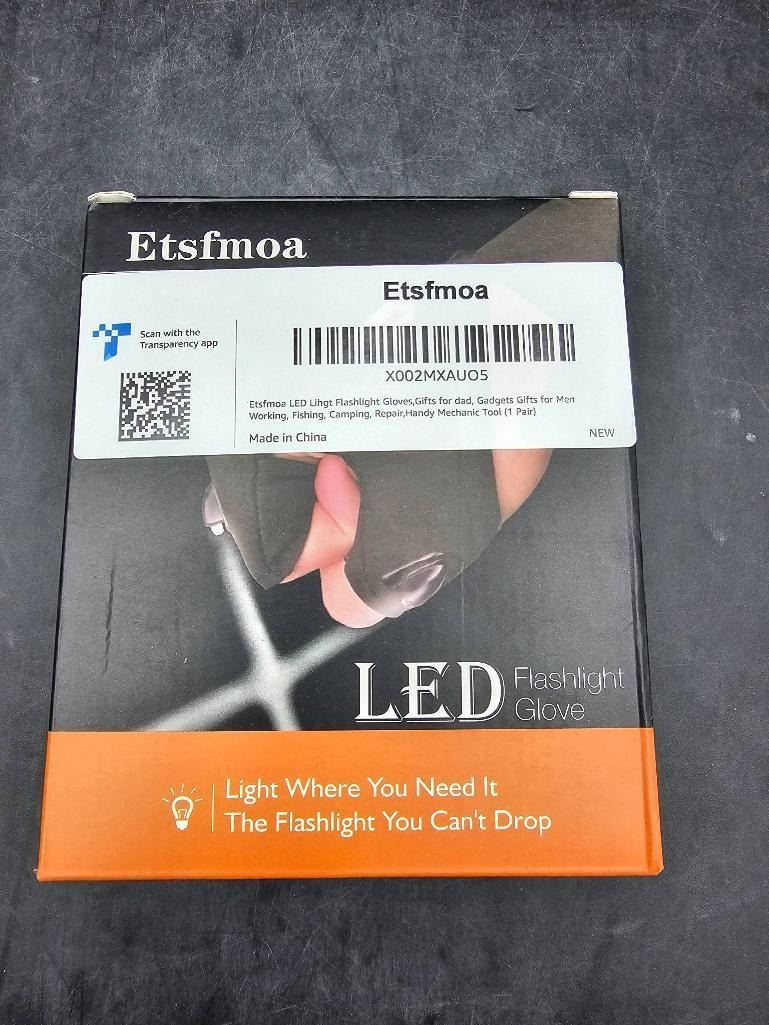 Etsfmoa
Etsfmoa
Scan with the
Transparency app
X002MXAUO5
Etsfmoa LED Lihgt Flashlight Gloves,Gifts for dad, Gadgets Gifts for Men
Working, Fishing, Camping, Repair,Handy Mechanic Tool (1 Pair)
Made in China
NEW
LED Flashlight
Glove
Light Where You Need It
The Flashlight You Can't Drop